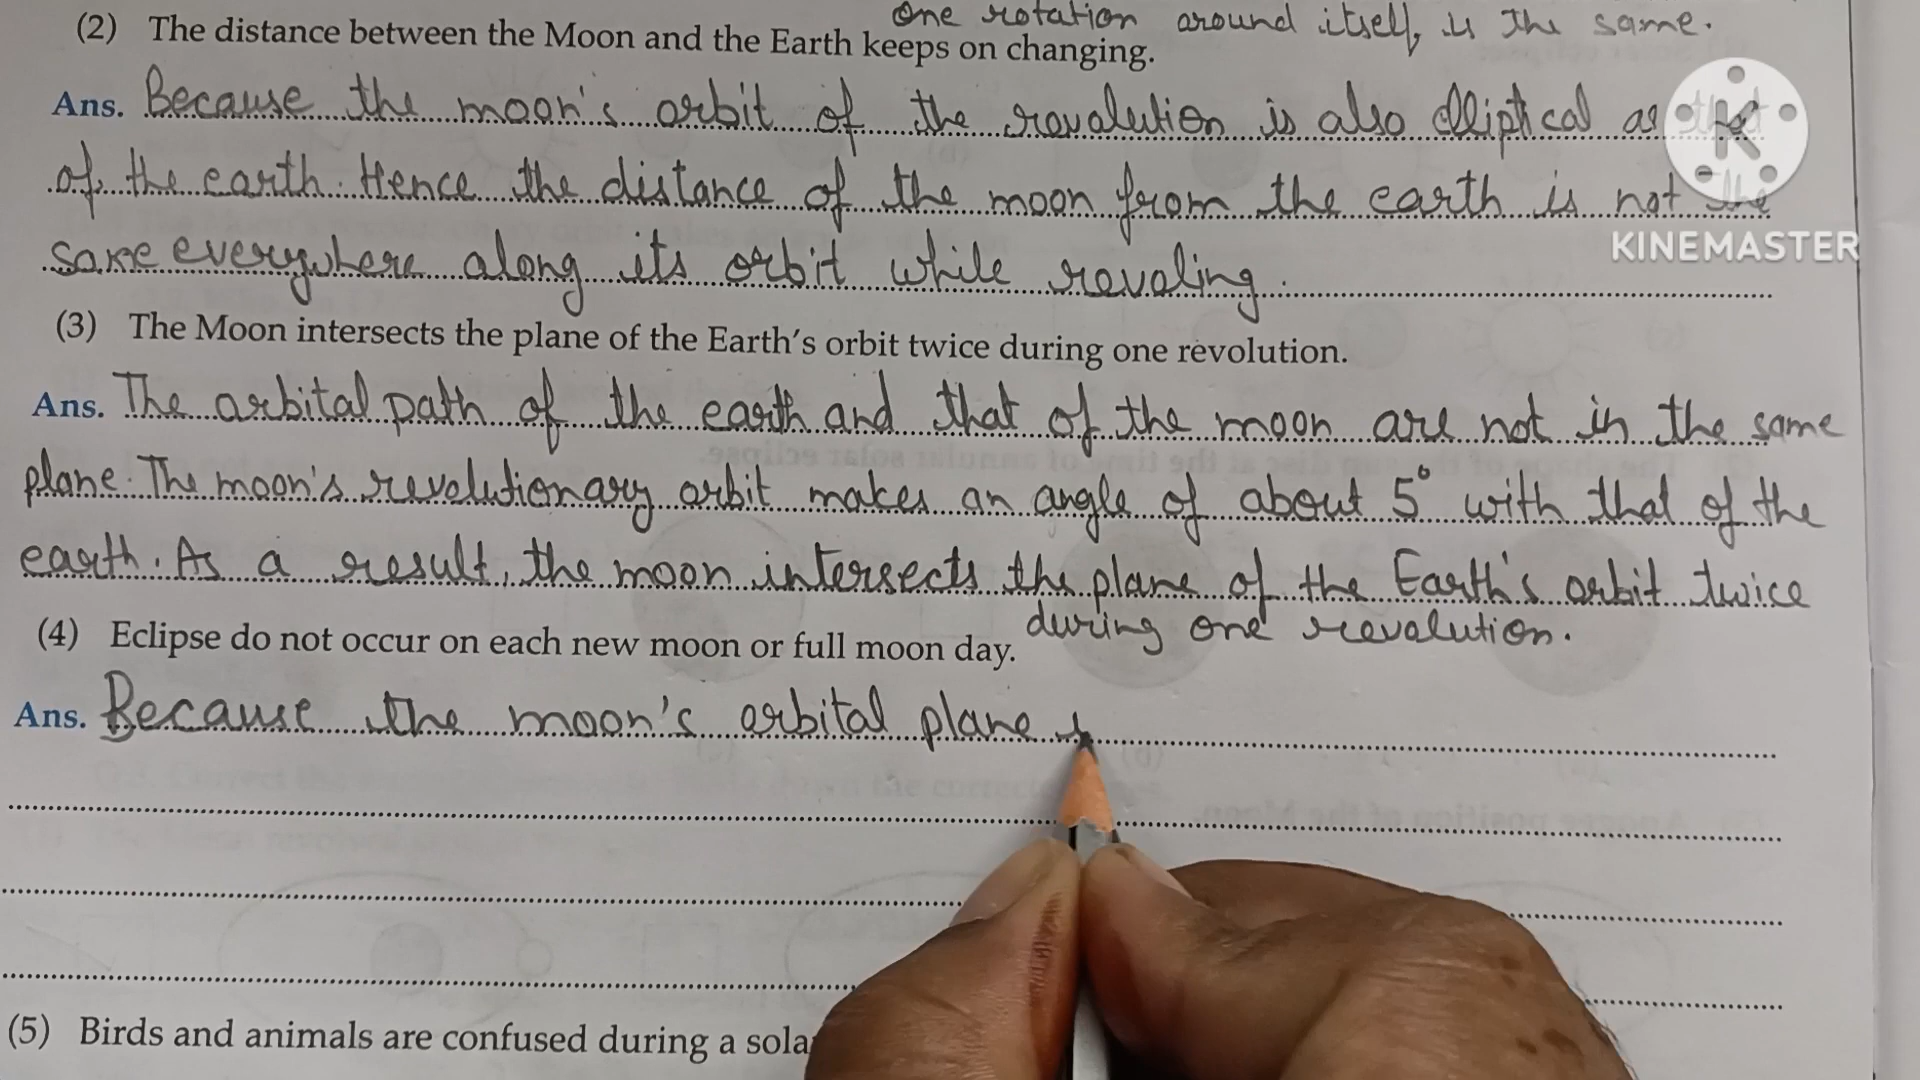 One rotation around itself, is the same.
(2) The distance between the Moon and the Earth keeps on changing.
Ans. Because the moon's orbit of the revolution is also elliptical as that
of the earth. Hence the distance of the moon from the earth is not the
same everywhere along its orbit while revoling.
KINEMASTER
(3) The Moon intersects the plane of the Earth's orbit twice during one revolution.
Ans. The orbital path of the earth and that of the moon are not in the same
plane. The moon's revolutionary orbit makes an angle of about 5° with that of the
earth. As a result, the moon intersects the plane of the Earth's orbit twice
during one revolution.
(4) Eclipse do not occur on each new moon or full moon day.
Ans. Because the moon's orbital plane
(5) Birds and animals are confused during a sola